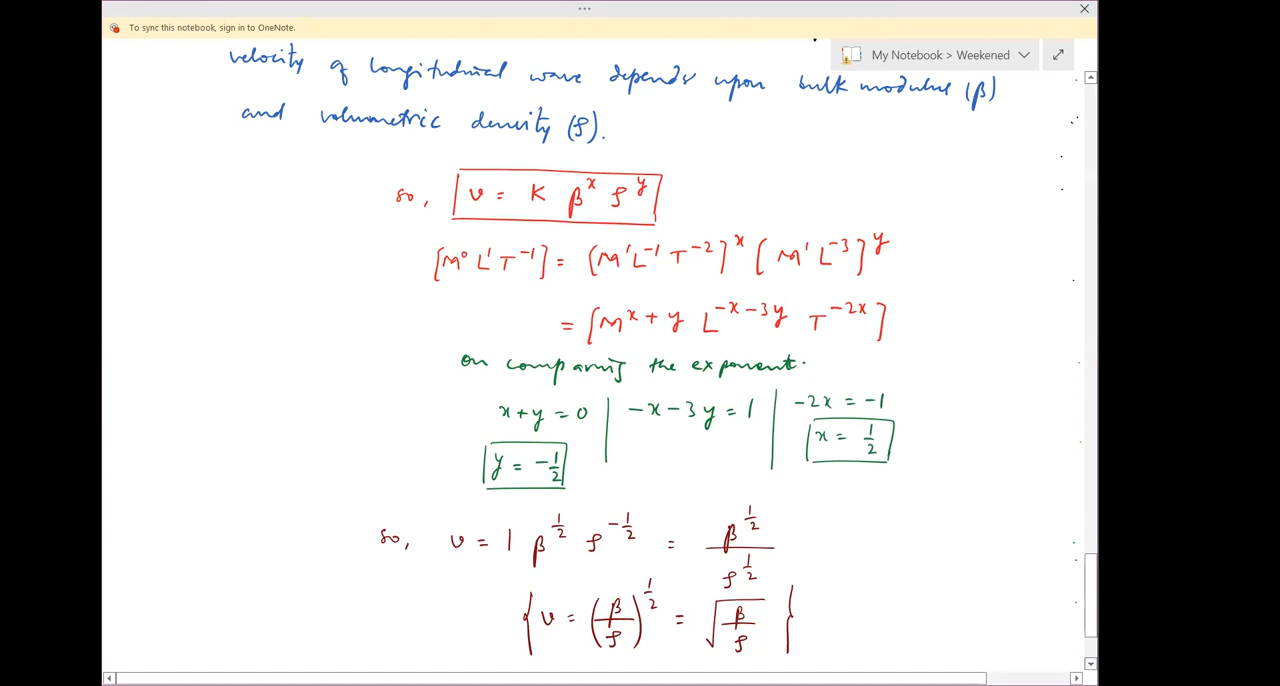 To sync this notebook, sign in to OneNote.
My Notebook > Weekened
velocity of longitudinal wave depends upon bulk modulus (β)
and volumetric density (ρ).
so, v = K β^x ρ^y
[M⁰ L¹ T⁻¹] = (M¹ L⁻¹ T⁻²]^x [M¹ L⁻³]^y
= [M^x+y L^-x-3y T^-2x]
on comparing the exponent.
x+y = 0 | -x-3y = 1 | -2x = -1
y = -1/2 x = 1/2
so, v = 1 β^1/2 ρ^-1/2 = β^1/2 / ρ^1/2
{ v = (β/ρ)^1/2 = √β/ρ }